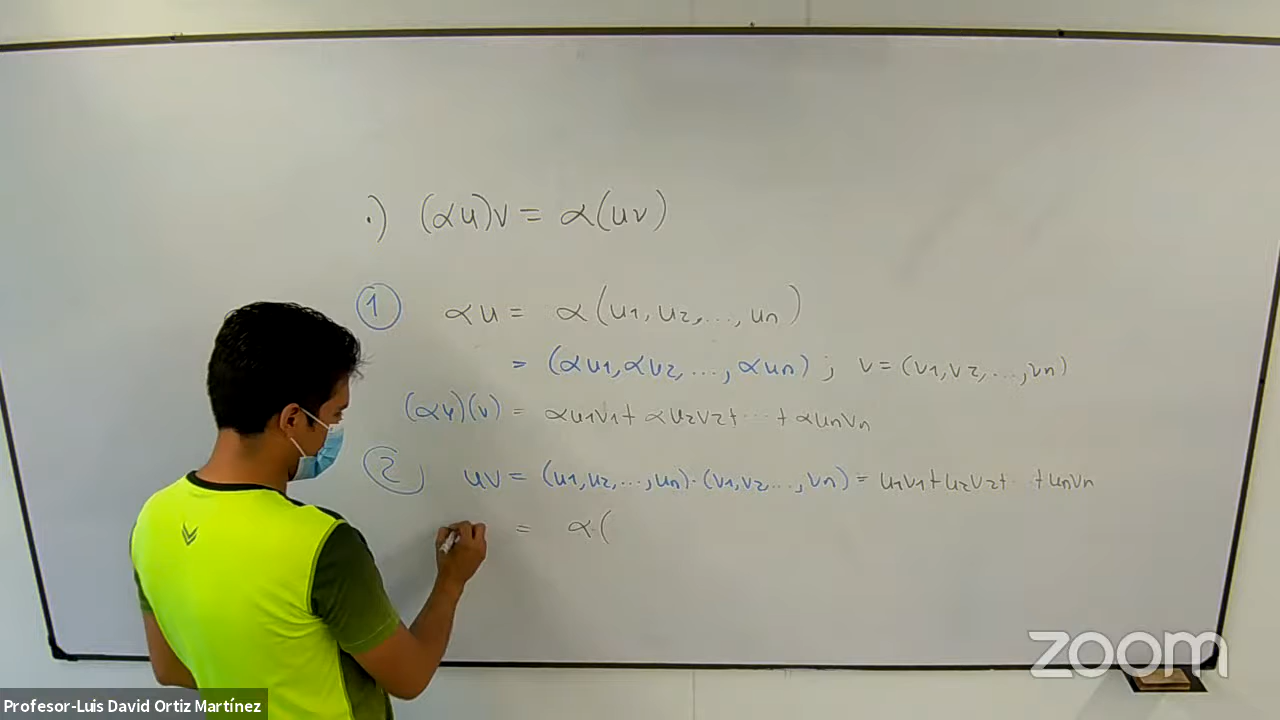 ·) (αu)v = α(uv)
① αu = α(u1, u2, ..., un)
= (αu1, αu2, ..., αun) ; v = (v1, v2, ..., vn)
(αu)(v) = αu1v1 + αu2v2 + ... + αunvn
② uv = (u1, u2, ..., un) · (v1, v2, ..., vn) = u1v1 + u2v2 + ... + unvn
= α·(
zoom
Profesor-Luis David Ortiz Martínez